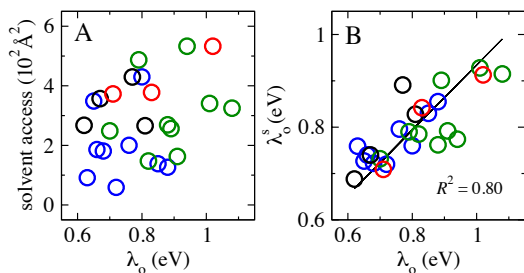 A
solvent access (10² Å²)
6
4
2
0
0.6
0.8
1
λₒ (eV)
B
λₒˢ (eV)
1
0.8
0.6
R² = 0.80
0.6
0.8
1
λₒ (eV)